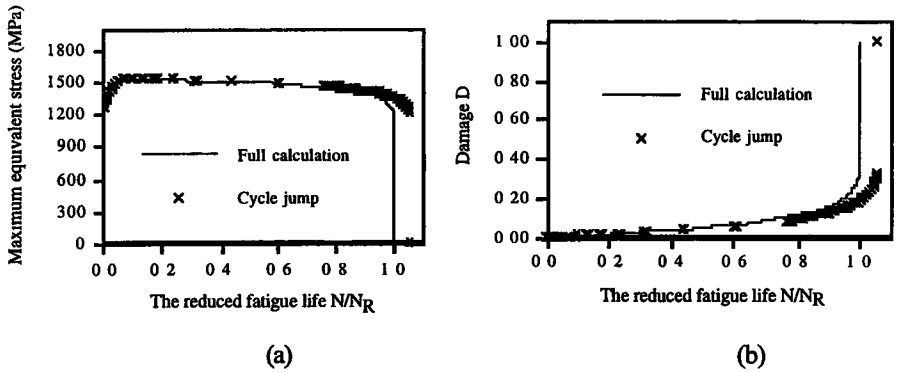 Maximum equivalent stress (MPa)
1800
1500
1200
900
600
300
0
Full calculation
Cycle jump
0 0 0 2 0 4 0 6 0 8 1 0
The reduced fatigue life N/NR
(a)
Damage D
1 00
0 80
0 60
0 40
0 20
0 00
Full calculation
Cycle jump
0 0 0 2 0 4 0 6 0 8 1 0
The reduced fatigue life N/NR
(b)